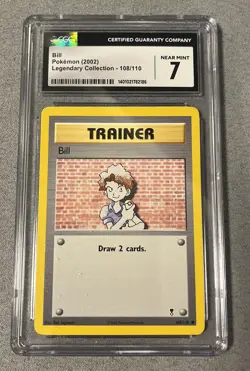 CGC
CERTIFIED GUARANTY COMPANY
Bill
Pokémon (2002)
Legendary Collection - 108/110
NEAR MINT
7
1401031762186
TRAINER
Bill
Draw 2 cards.